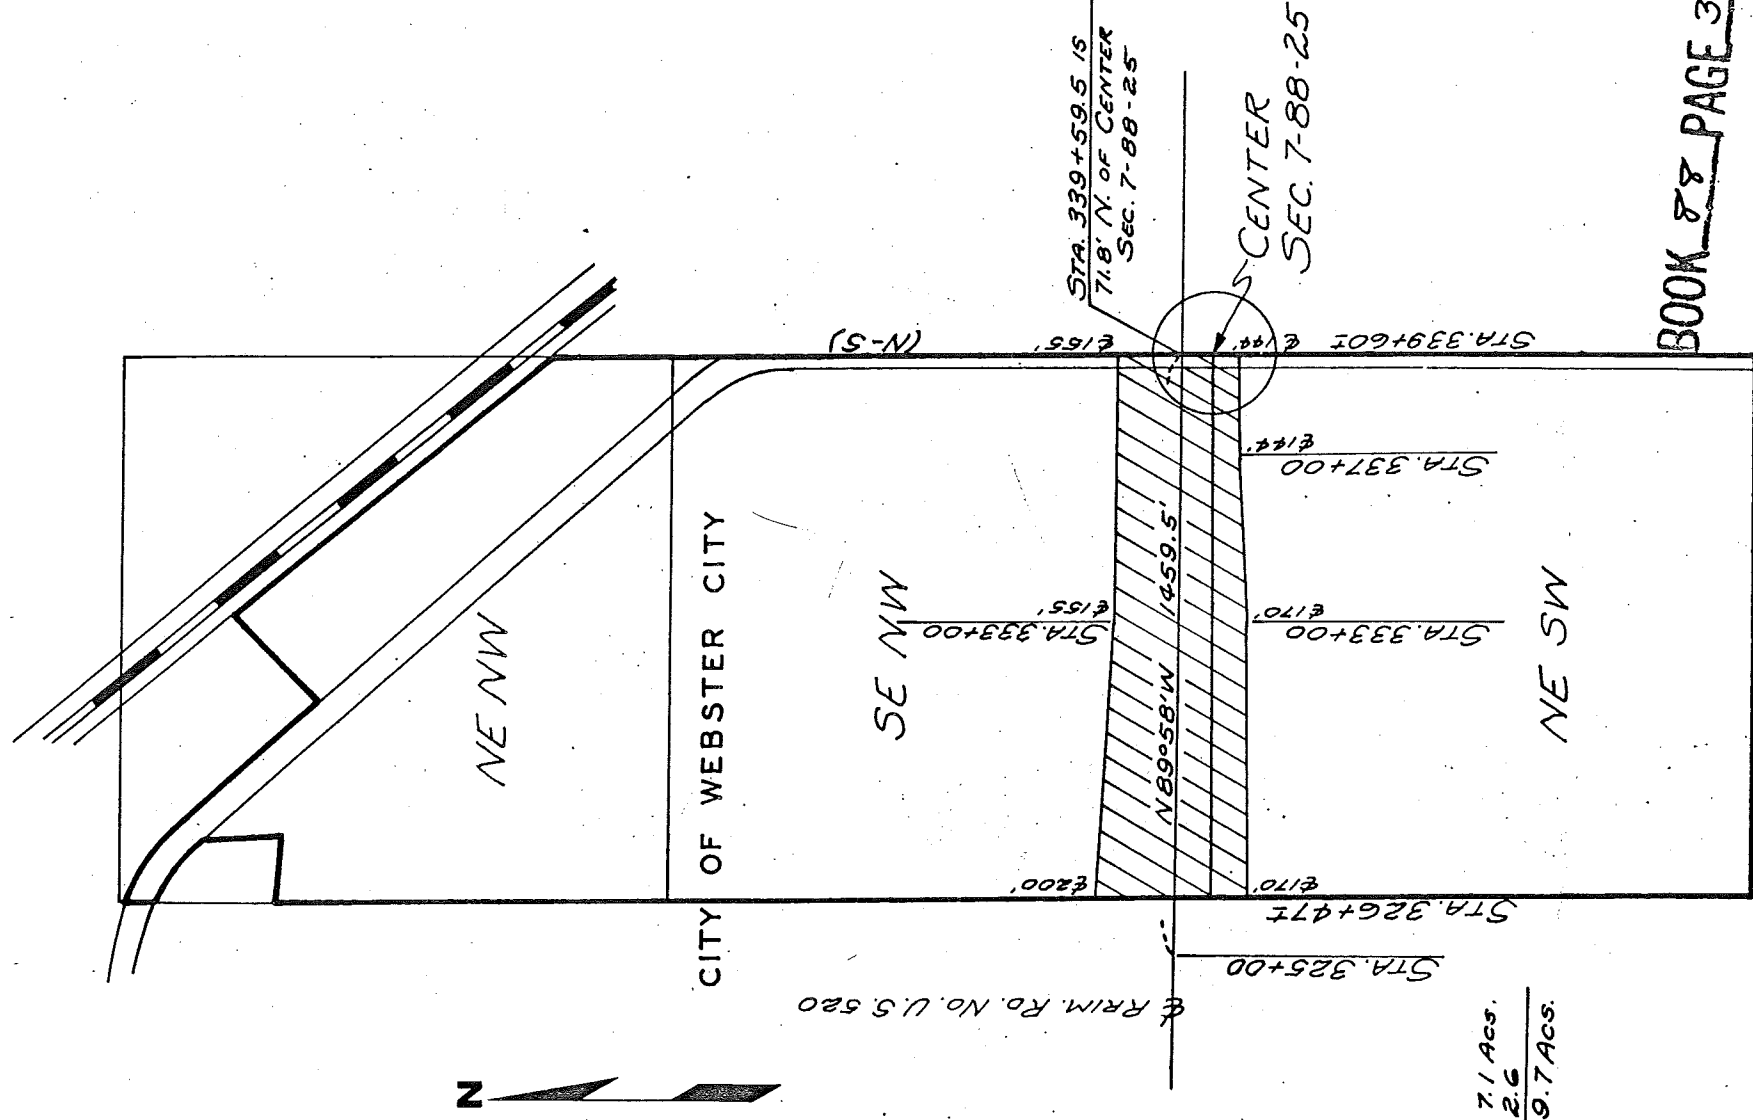 STA. 339+59.5 IS
71.8' N. OF CENTER
SEC. 7-88-25
CENTER
SEC. 7-88-25
BOOK 88 PAGE 3
(N-S)
℄155'
℄144'
STA. 339+60±
℄144'
STA. 337+00
NE NW
CITY OF WEBSTER CITY
SE NW
STA. 333+00
℄155'
N89°58'W 1459.5'
℄170'
STA. 333+00
NE SW
℄200'
℄170'
STA. 326+47±
STA. 325+00
℄ PRIM. RD. NO. U.S. 520
N
7.1 ACS.
2.6
9.7 ACS.